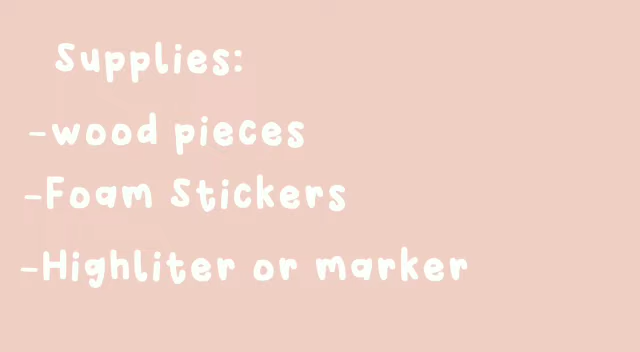 Supplies:
-wood pieces
-Foam Stickers
-Highliter or marker